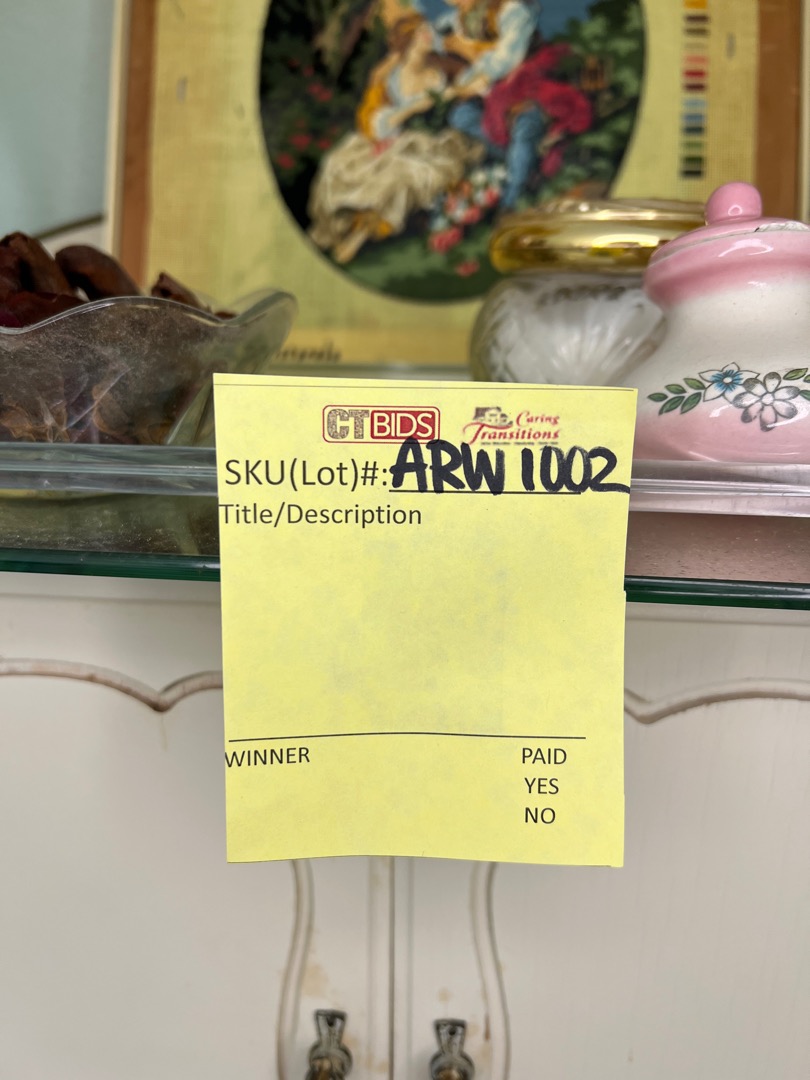 CTBIDS Caring Transitions
SKU(Lot)#: ARW 1002
Title/Description
WINNER PAID
YES
NO